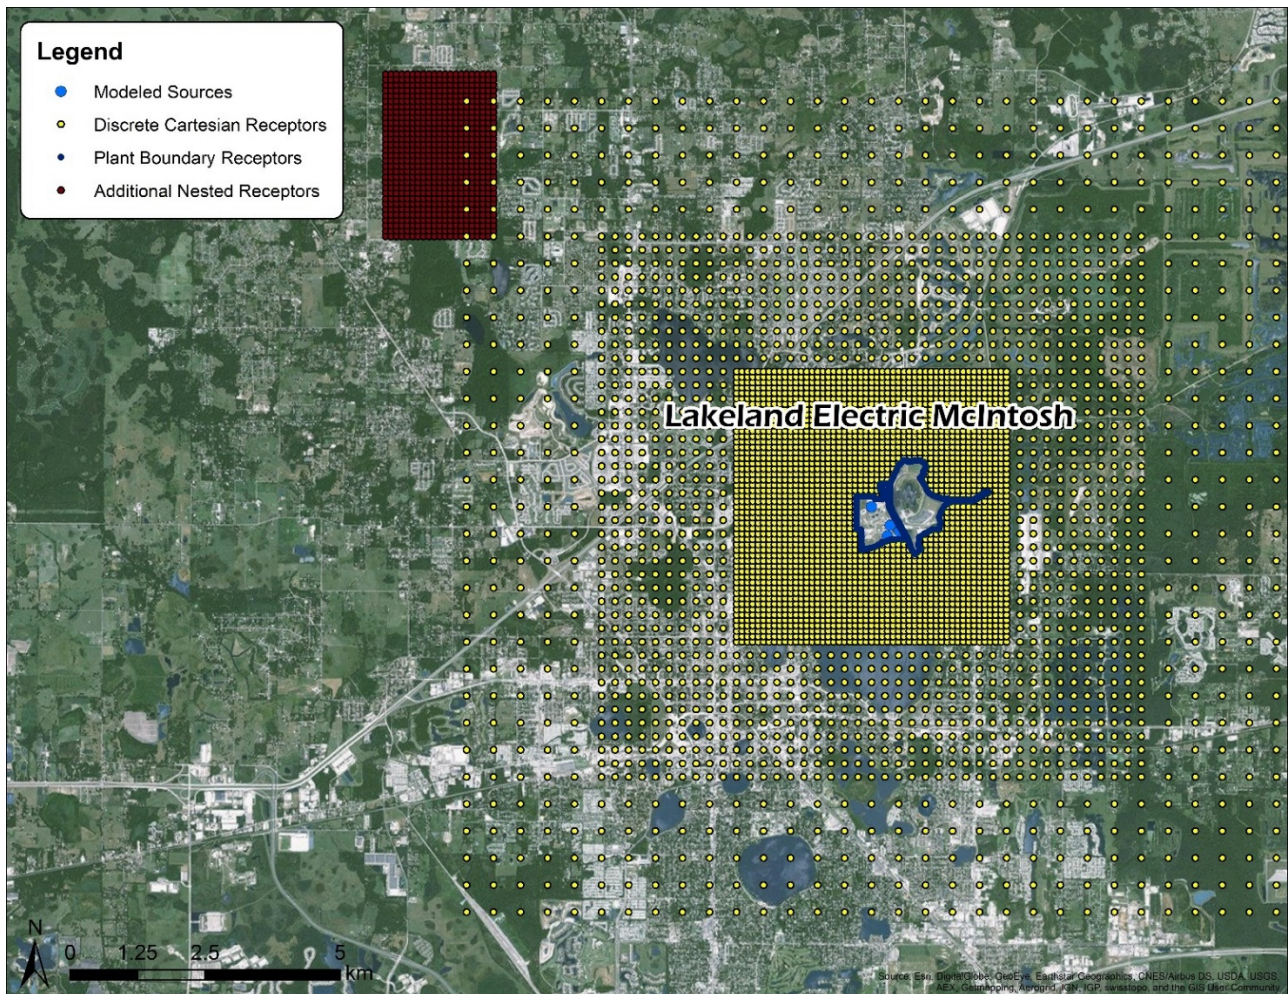 Legend
Modeled Sources
Discrete Cartesian Receptors
Plant Boundary Receptors
Additional Nested Receptors
Lakeland Electric McIntosh
N
0 1.25 2.5 5
km
Source: Esri, DigitalGlobe, GeoEye, Earthstar Geographics, CNES/Airbus DS, USDA, USGS,
AEX, Getmapping, Aerogrid, IGN, IGP, swisstopo, and the GIS User Community